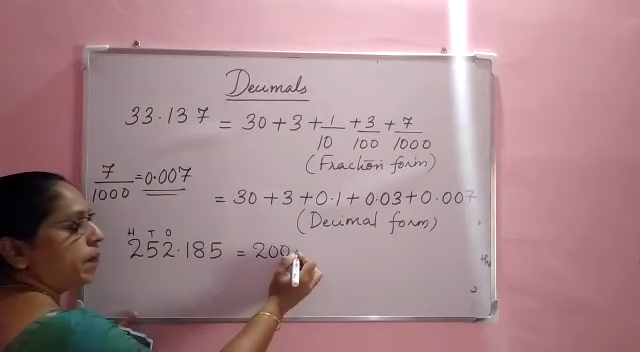 Decimals
33.137 = 30 + 3 + 1/10 + 3/100 + 7/1000
(Fraction form)
7/1000 = 0.007
= 30 + 3 + 0.1 + 0.03 + 0.007
(Decimal form)
H T O
252.185 = 200